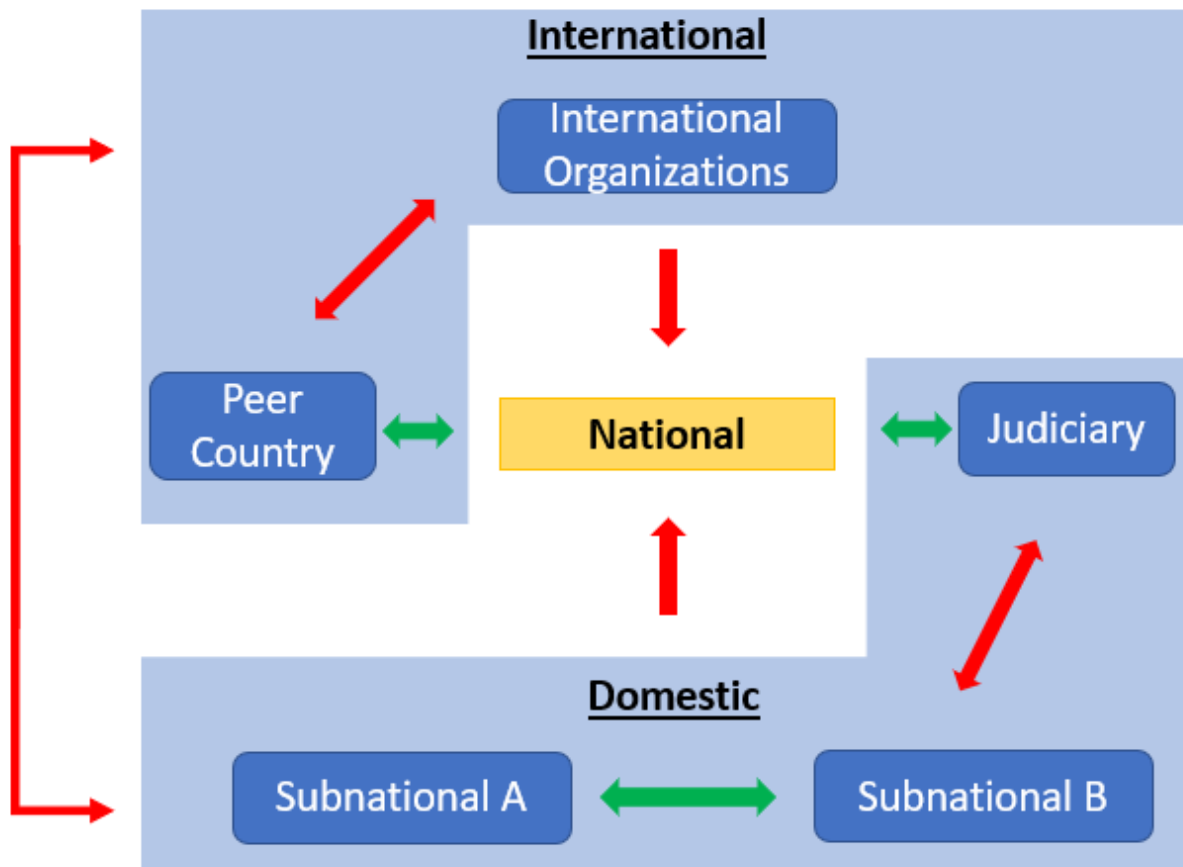 International
International
Organizations
Peer
Country
National
Judiciary
Domestic
Subnational A
Subnational B